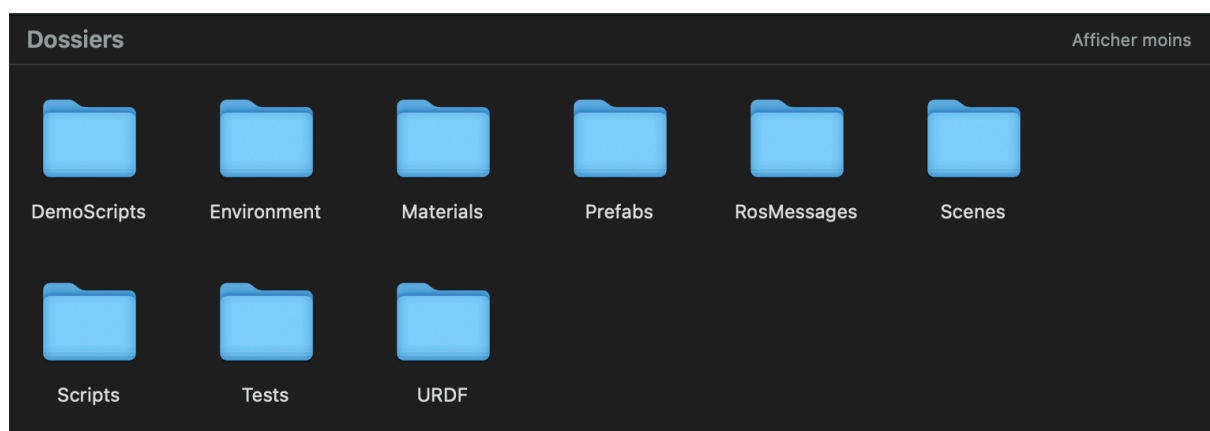 Dossiers
Afficher moins
DemoScripts
Environment
Materials
Prefabs
RosMessages
Scenes
Scripts
Tests
URDF